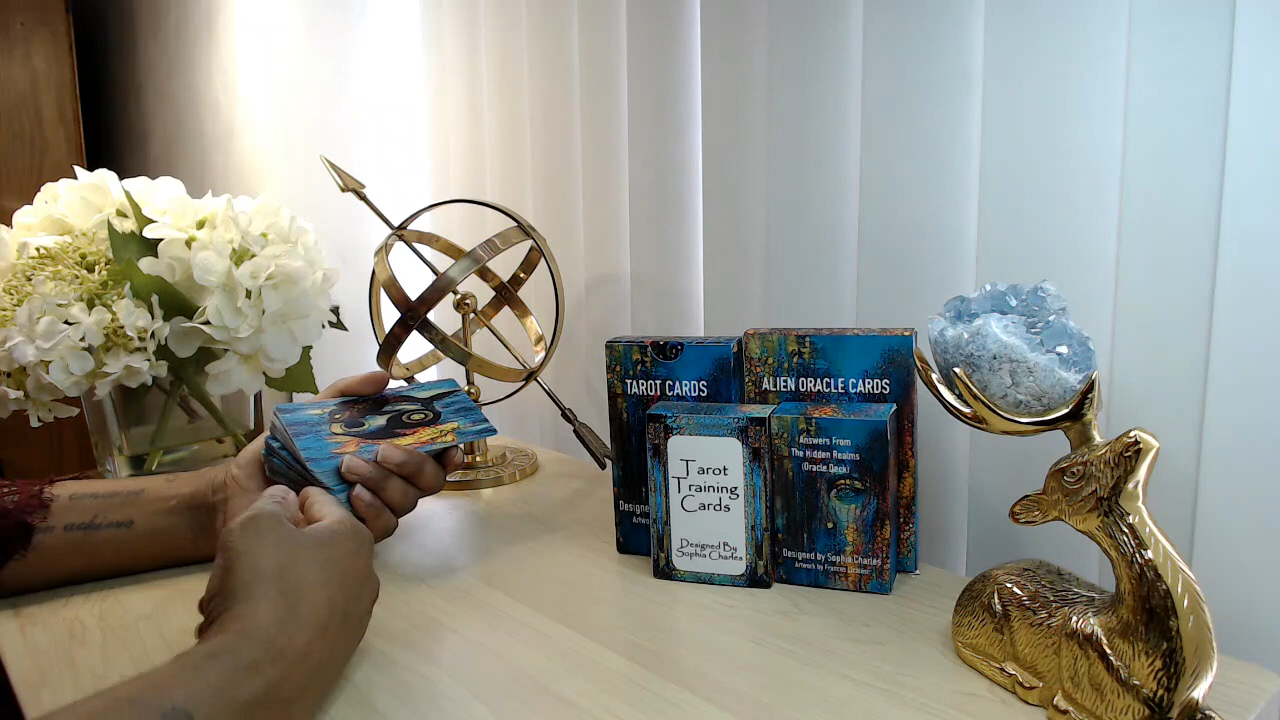 TAROT CARDS
ALIEN ORACLE CARDS
Tarot
Training
Cards
Designed By
Sophia Charles
Answers From
The Hidden Realms
(Oracle Deck)
Designed by Sophia Charles
Artwork by Frances
Designe
Artwo
achieve